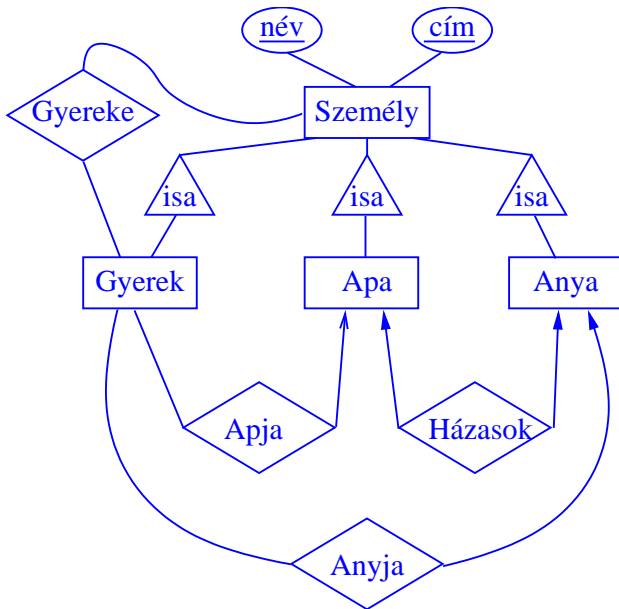 név
cím
Gyereke
Személy
isa
isa
isa
Gyerek
Apa
Anya
Apja
Házasok
Anyja